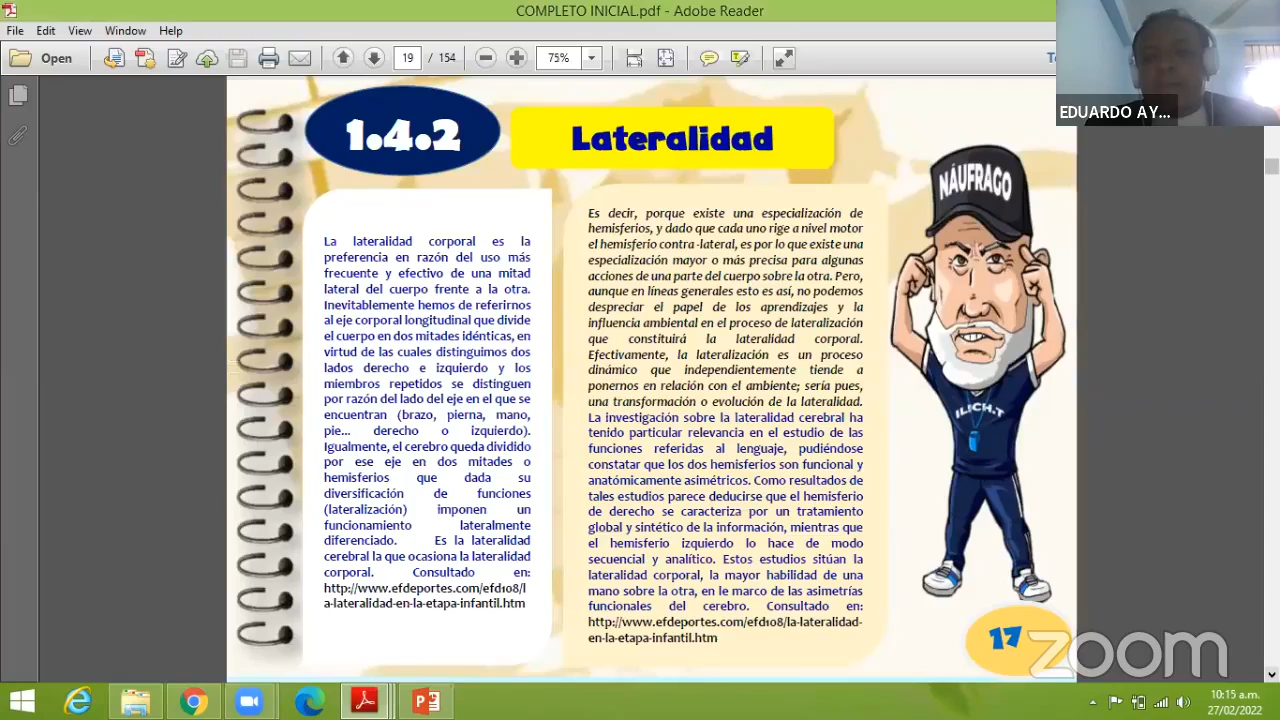 COMPLETO INICIAL.pdf - Adobe Reader
File Edit View Window Help
Open
19 / 154
75%
EDUARDO AY...
1.4.2
Lateralidad
La lateralidad corporal es la
preferencia en razón del uso más
frecuente y efectivo de una mitad
lateral del cuerpo frente a la otra.
Inevitablemente hemos de referirnos
al eje corporal longitudinal que divide
el cuerpo en dos mitades idénticas, en
virtud de las cuales distinguimos dos
lados derecho e izquierdo y los
miembros repetidos se distinguen
por razón del lado del eje en el que se
encuentran (brazo, pierna, mano,
pie... derecho o izquierdo).
Igualmente, el cerebro queda dividido
por ese eje en dos mitades o
hemisferios que dada su
diversificación de funciones
(lateralización) imponen un
funcionamiento lateralmente
diferenciado. Es la lateralidad
cerebral la que ocasiona la lateralidad
corporal. Consultado en:
http://www.efdeportes.com/efd108/l
a-lateralidad-en-la-etapa-infantil.htm
Es decir, porque existe una especialización de
hemisferios, y dado que cada uno rige a nivel motor
el hemisferio contra-lateral, es por lo que existe una
especialización mayor o más precisa para algunas
acciones de una parte del cuerpo sobre la otra. Pero,
aunque en líneas generales esto es así, no podemos
despreciar el papel de los aprendizajes y la
influencia ambiental en el proceso de lateralización
que constituirá la lateralidad corporal.
Efectivamente, la lateralización es un proceso
dinámico que independientemente tiende a
ponernos en relación con el ambiente; sería pues,
una transformación o evolución de la lateralidad.
La investigación sobre la lateralidad cerebral ha
tenido particular relevancia en el estudio de las
funciones referidas al lenguaje, pudiéndose
constatar que los dos hemisferios son funcional y
anatómicamente asimétricos. Como resultados de
tales estudios parece deducirse que el hemisferio
de derecho se caracteriza por un tratamiento
global y sintético de la información, mientras que
el hemisferio izquierdo lo hace de modo
secuencial y analítico. Estos estudios sitúan la
lateralidad corporal, la mayor habilidad de una
mano sobre la otra, en le marco de las asimetrías
funcionales del cerebro. Consultado en:
http://www.efdeportes.com/efd108/la-lateralidad-
en-la-etapa-infantil.htm
NÁUFRAGO
ILICH.T
17
zoom
10:15 a.m.
27/02/2022